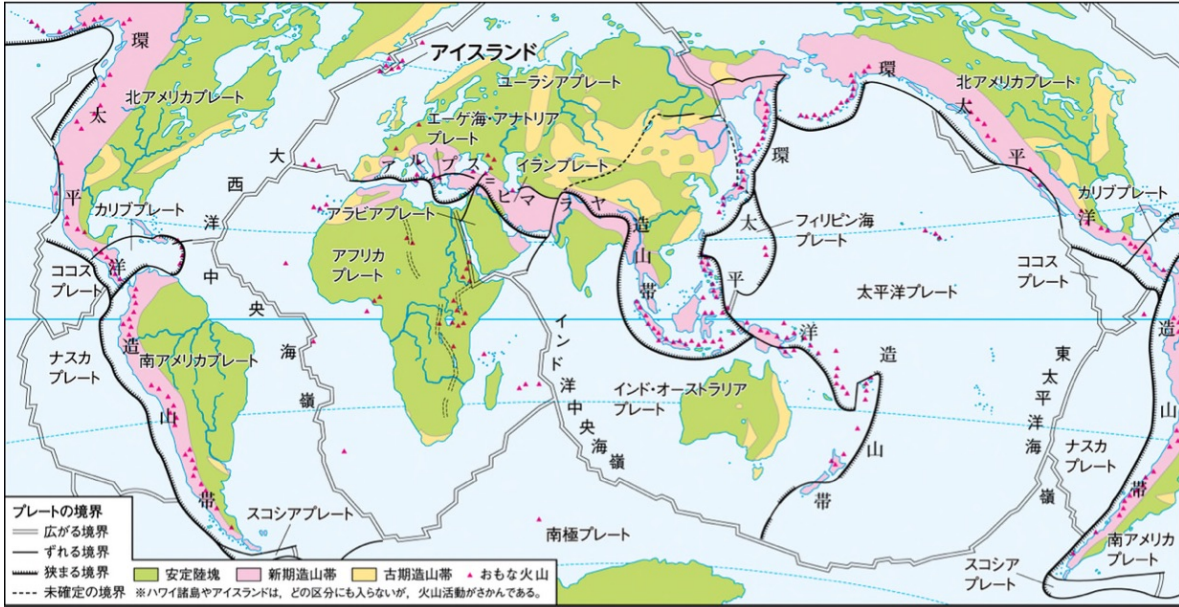 アイスランド
ユーラシアプレート
北アメリカプレート
北アメリカプレート
エーゲ海・アナトリア
プレート
イランプレート
アルプス=ヒマラヤ
造山帯
環太平洋造山帯
環太平洋造山帯
大西洋中央海嶺
カリブプレート
カリブプレート
アラビアプレート
フィリピン海
プレート
アフリカ
プレート
ココス
プレート
ココス
プレート
太平洋プレート
ナスカ
プレート
南アメリカプレート
インド洋中央海嶺
インド・オーストラリア
プレート
環太平洋造山帯
東太平洋海嶺
ナスカ
プレート
スコシアプレート
南極プレート
南アメリカ
プレート
スコシア
プレート
プレートの境界
広がる境界
ずれる境界
狭まる境界
未確定の境界
安定陸塊
新期造山帯
古期造山帯
おもな火山
※ハワイ諸島やアイスランドは、どの区分にも入らないが、火山活動がさかんである。